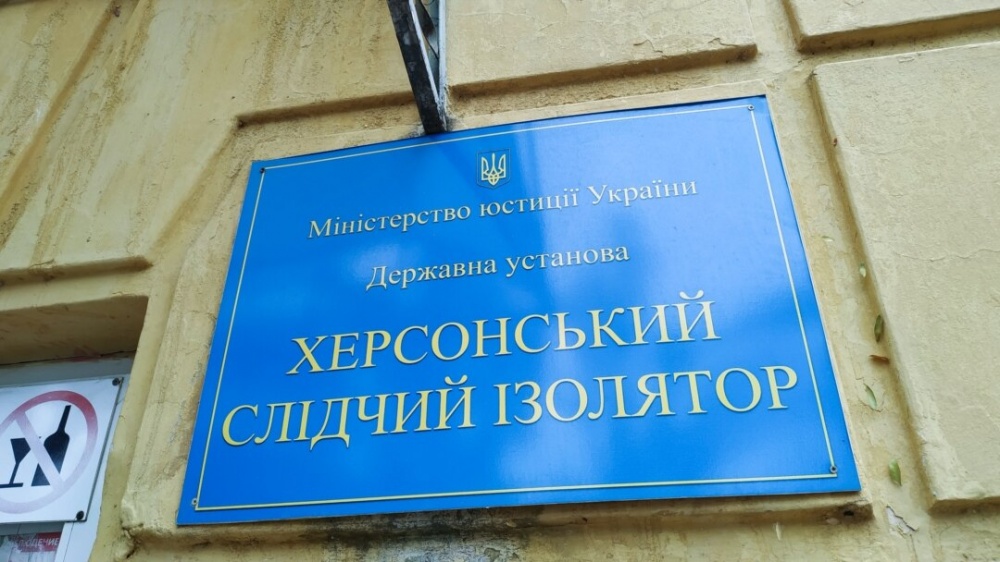 Міністерство юстиції України
Державна установа
ХЕРСОНСЬКИЙ
СЛІДЧИЙ ІЗОЛЯТОР